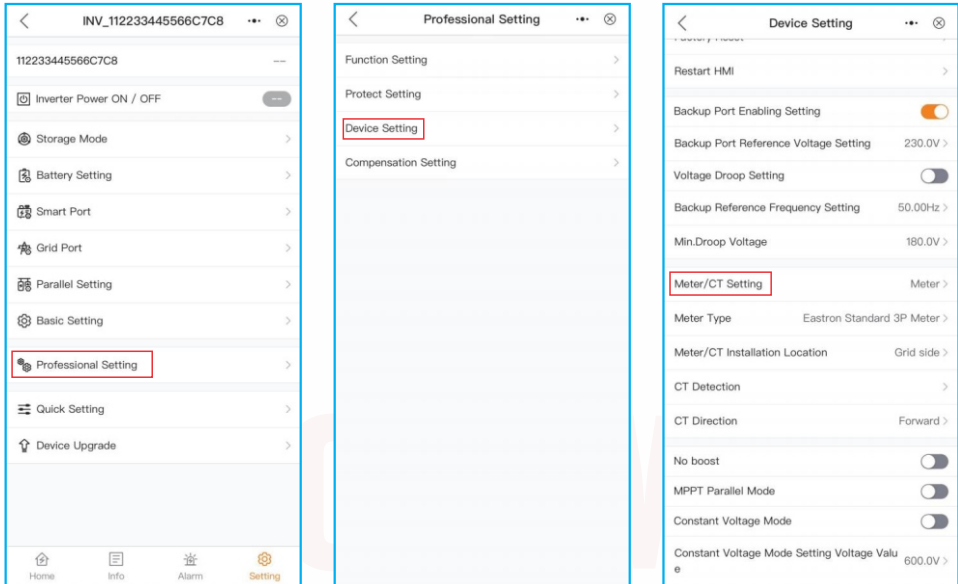 INV_112233445566C7C8
112233445566C7C8 --
Inverter Power ON / OFF --
Storage Mode
Battery Setting
Smart Port
Grid Port
Parallel Setting
Basic Setting
Professional Setting
Quick Setting
Device Upgrade
Home Info Alarm Setting
Professional Setting
Function Setting
Protect Setting
Device Setting
Compensation Setting
Device Setting
Restart HMI
Backup Port Enabling Setting
Backup Port Reference Voltage Setting 230.0V
Voltage Droop Setting
Backup Reference Frequency Setting 50.00Hz
Min.Droop Voltage 180.0V
Meter/CT Setting Meter
Meter Type Eastron Standard 3P Meter
Meter/CT Installation Location Grid side
CT Detection
CT Direction Forward
No boost
MPPT Parallel Mode
Constant Voltage Mode
Constant Voltage Mode Setting Voltage Valu
e 600.0V